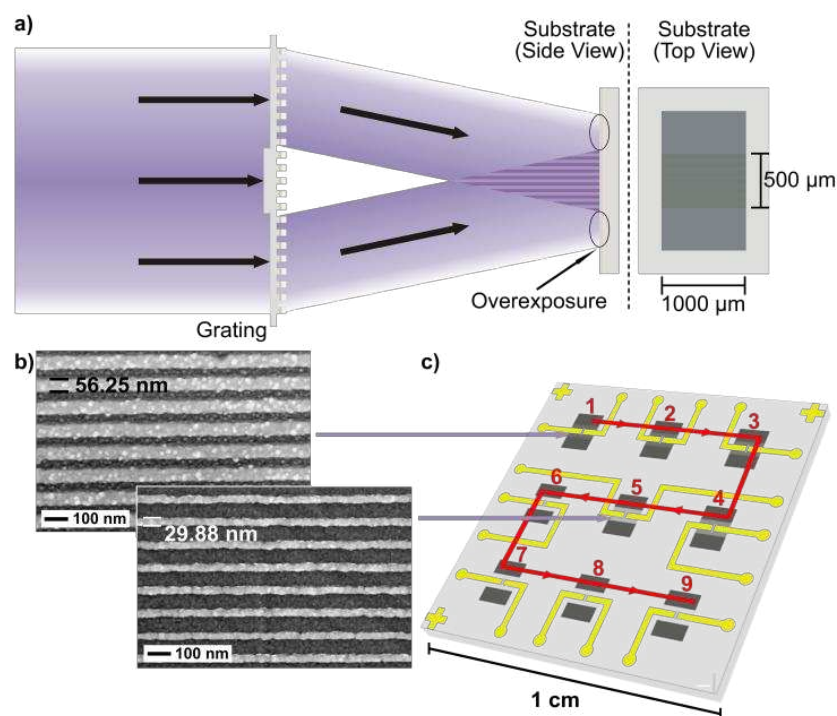 a)
Substrate
(Side View)
Substrate
(Top View)
500 μm
1000 μm
Overexposure
Grating
b)
56.25 nm
100 nm
29.88 nm
100 nm
c)
1
2
3
6
5
4
7
8
9
1 cm